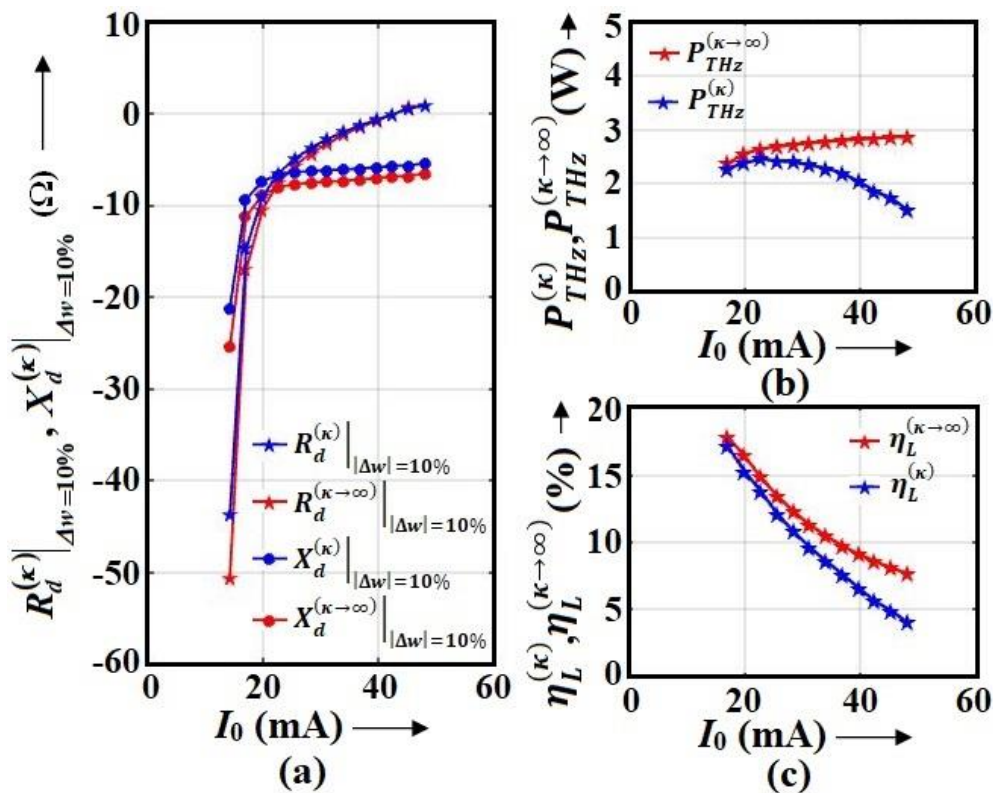 10
0
-10
-20
-30
-40
-50
-60
0 20 40 60
R_d^(κ)|_Δw=10%, X_d^(κ)|_Δw=10% (Ω)
R_d^(κ)|_|Δw|=10%
R_d^(κ→∞)|_|Δw|=10%
X_d^(κ)|_|Δw|=10%
X_d^(κ→∞)|_|Δw|=10%
I₀ (mA)
(a)
5
4
3
2
1
0
0 20 40 60
P_THz^(κ), P_THz^(κ→∞) (W)
P_THz^(κ→∞)
P_THz^(κ)
I₀ (mA)
(b)
20
15
10
5
0
0 20 40 60
η_L^(κ), η_L^(κ→∞) (%)
η_L^(κ→∞)
η_L^(κ)
I₀ (mA)
(c)